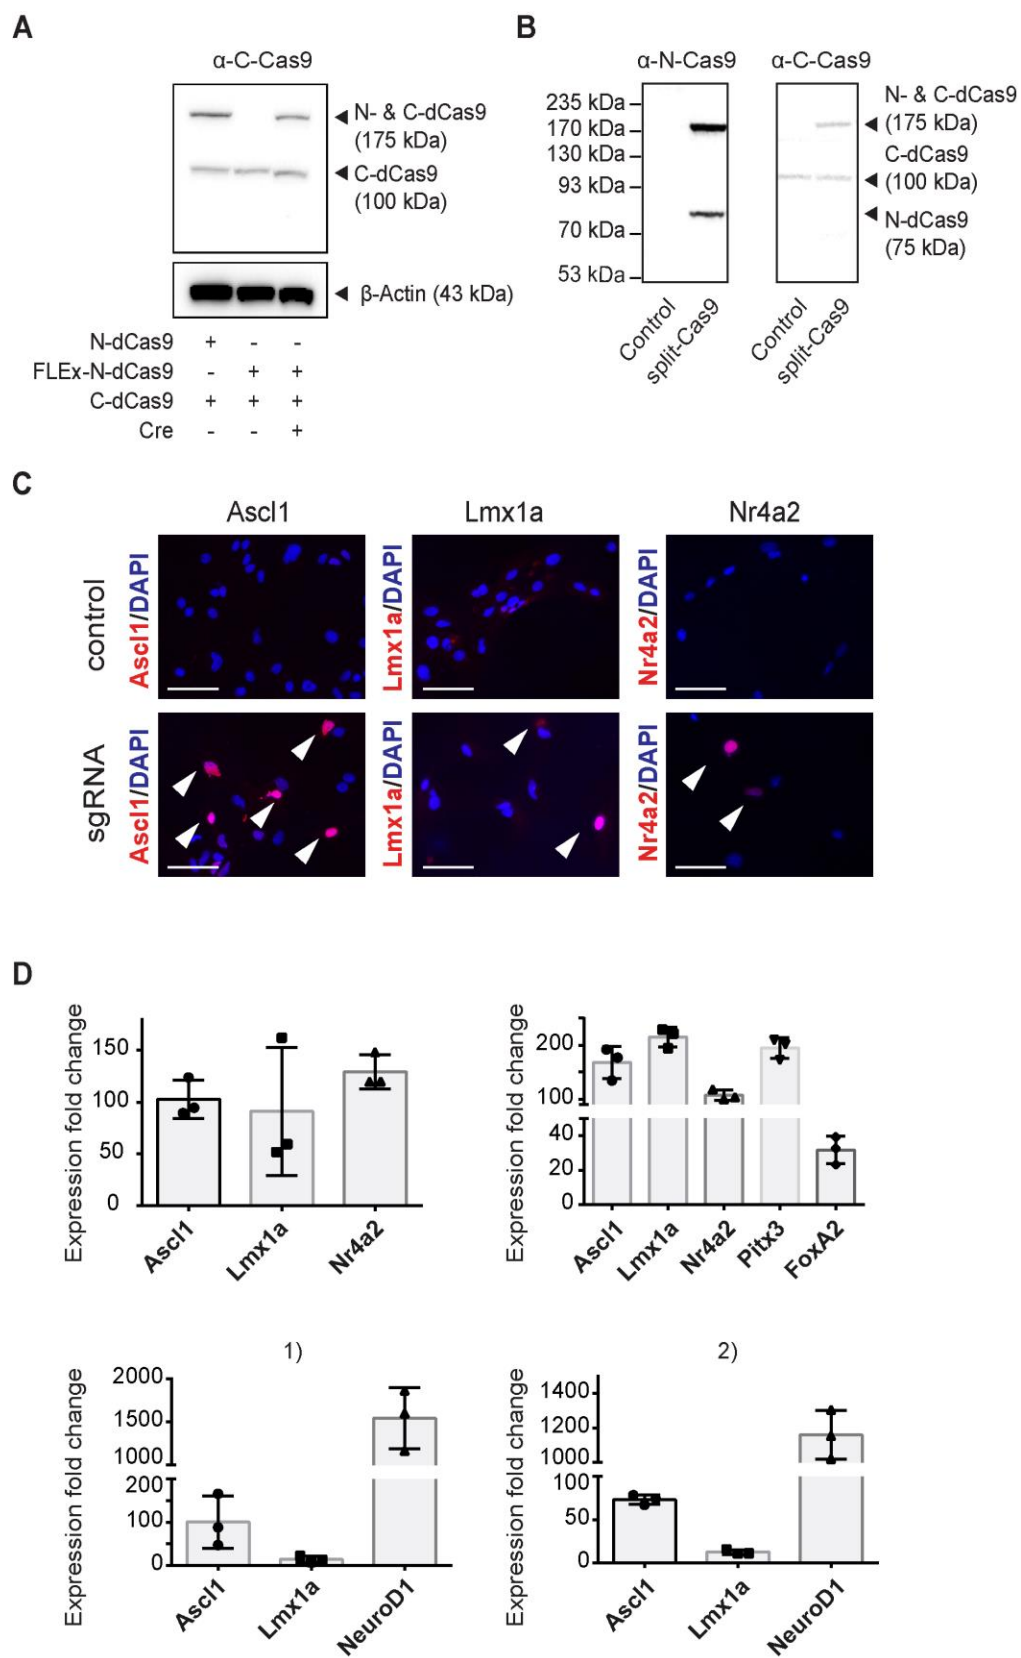 A
α-C-Cas9
N- & C-dCas9
(175 kDa)
C-dCas9
(100 kDa)
β-Actin (43 kDa)
N-dCas9 + - -
FLEx-N-dCas9 - + +
C-dCas9 + + +
Cre - - +
B
α-N-Cas9 α-C-Cas9
235 kDa
170 kDa
130 kDa
93 kDa
70 kDa
53 kDa
N- & C-dCas9
(175 kDa)
C-dCas9
(100 kDa)
N-dCas9
(75 kDa)
Control
split-Cas9
Control
split-Cas9
C
Ascl1 Lmx1a Nr4a2
control
Ascl1/DAPI
Lmx1a/DAPI
Nr4a2/DAPI
sgRNA
Ascl1/DAPI
Lmx1a/DAPI
Nr4a2/DAPI
D
Expression fold change
150
100
50
0
Ascl1
Lmx1a
Nr4a2
Expression fold change
200
100
40
20
0
Ascl1
Lmx1a
Nr4a2
Pitx3
FoxA2
1)
Expression fold change
2000
1500
1000
200
100
0
Ascl1
Lmx1a
NeuroD1
2)
Expression fold change
1400
1200
1000
100
50
0
Ascl1
Lmx1a
NeuroD1